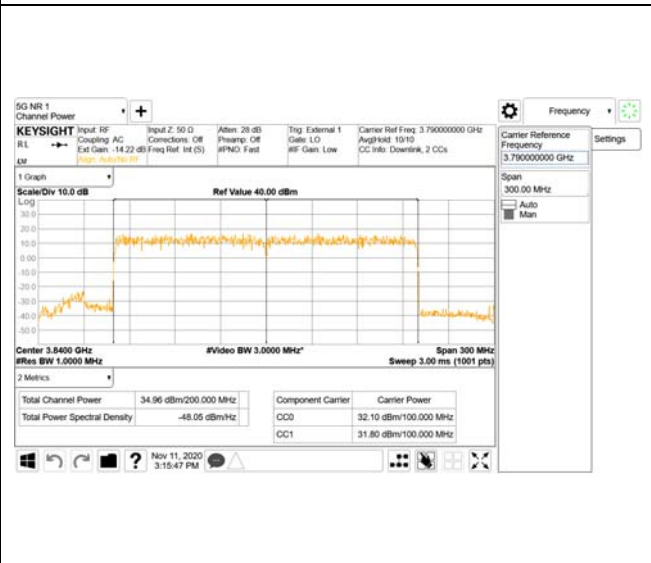 5G NR 1
Channel Power
Frequency
KEYSIGHT
RL
Input: RF
Coupling: AC
Ext Gain: -14.22 dB
Align: Auto/No RF
Input Z: 50 Ω
Corrections: Off
Freq Ref: Int (S)
Atten: 28 dB
Preamp: Off
#PNO: Fast
Trig: External 1
Gate: LO
#IF Gain: Low
Carrier Ref Freq: 3.790000000 GHz
Avg|Hold: 10/10
CC Info: Downlink, 2 CCs
Carrier Reference
Frequency
3.790000000 GHz
Settings
Span
300.00 MHz
Auto
Man
1 Graph
Scale/Div 10.0 dB
Ref Value 40.00 dBm
Log
30.0
20.0
10.0
0.00
-10.0
-20.0
-30.0
-40.0
-50.0
Center 3.8400 GHz
#Video BW 3.0000 MHz*
Span 300 MHz
#Res BW 1.0000 MHz
Sweep 3.00 ms (1001 pts)
2 Metrics
Total Channel Power
34.96 dBm/200.000 MHz
Total Power Spectral Density
-48.05 dBm/Hz
Component Carrier
Carrier Power
CC0
32.10 dBm/100.000 MHz
CC1
31.80 dBm/100.000 MHz
?
Nov 11, 2020
3:15:47 PM